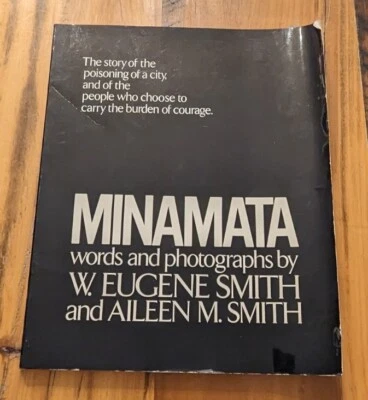 The story of the
poisoning of a city,
and of the
people who choose to
carry the burden of courage.
MINAMATA
words and photographs by
W. EUGENE SMITH
and AILEEN M. SMITH